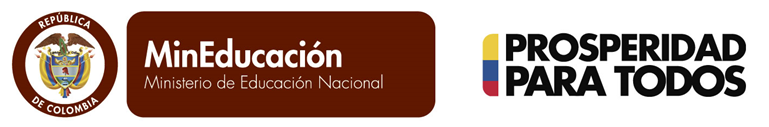 REPÚBLICA
DE COLOMBIA
MinEducación
Ministerio de Educación Nacional
PROSPERIDAD
PARA TODOS